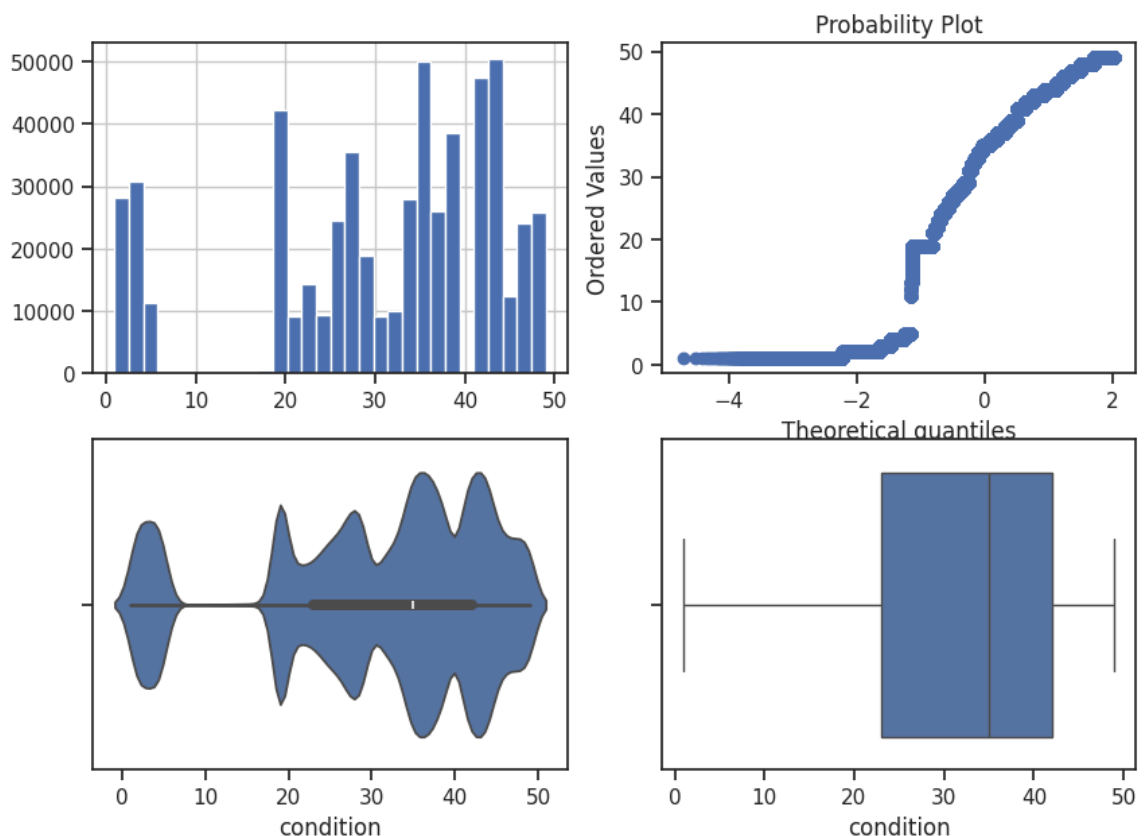 Probability Plot
50000
40000
30000
20000
10000
0
0 10 20 30 40 50
Ordered Values
50
40
30
20
10
0
−4 −2 0 2
Theoretical quantiles
0 10 20 30 40 50
condition
0 10 20 30 40 50
condition